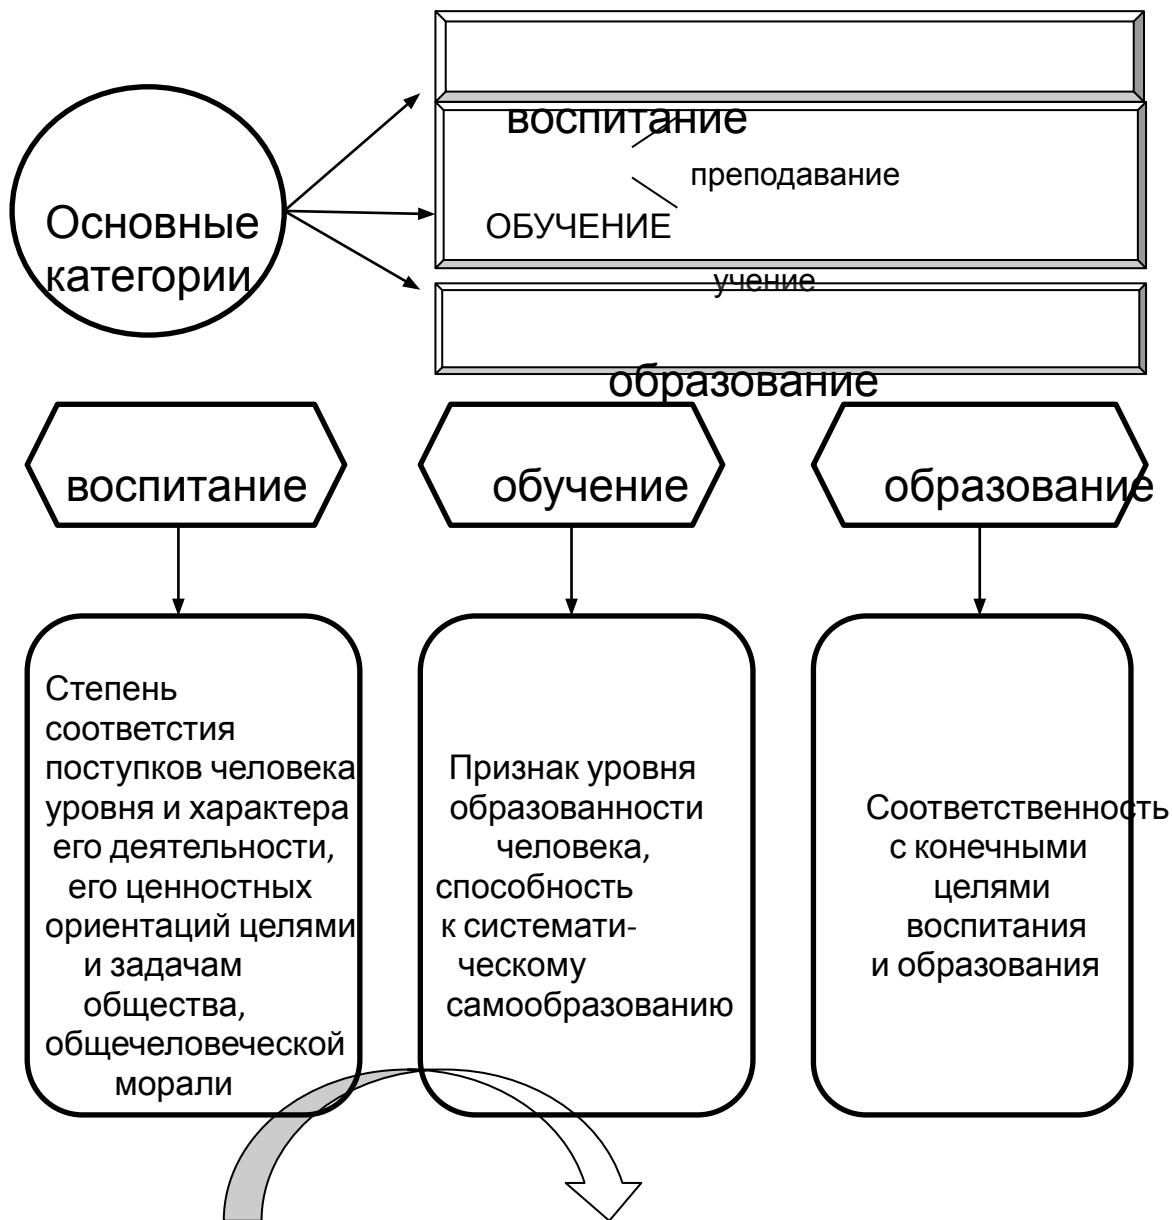 воспитание
преподавание
Основные
категории
ОБУЧЕНИЕ
учение
образование
воспитание
обучение
образование
Степень
соответстия
поступков человека
уровня и характера
его деятельности,
его ценностных
ориентаций целями
и задачам
общества,
общечеловеческой
морали
Признак уровня
образованности
человека,
способность
к системати-
ческому
самообразованию
Соответственность
с конечными
целями
воспитания
и образования